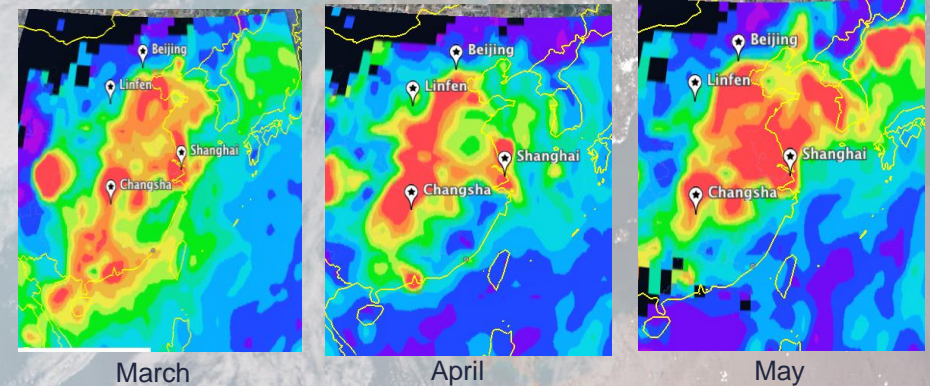 Beijing
Linfen
Shanghai
Changsha
March
Beijing
Linfen
Shanghai
Changsha
April
Beijing
Linfen
Shanghai
Changsha
May